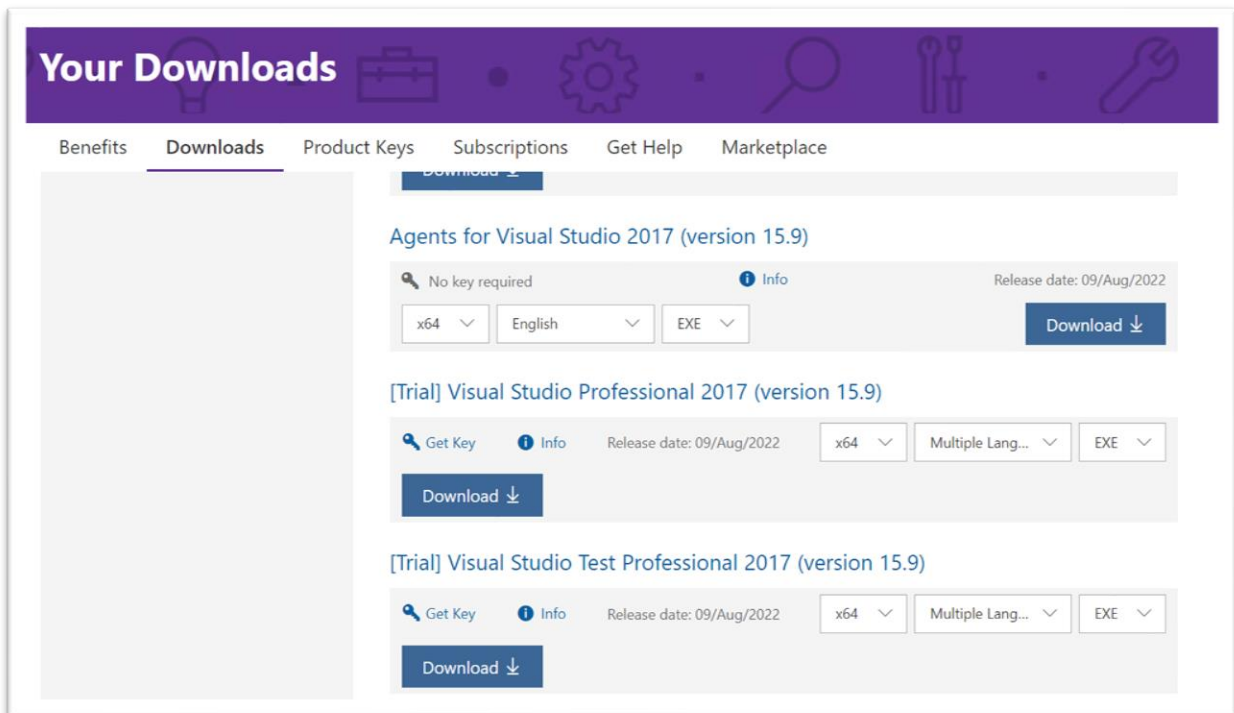 Your Downloads
Benefits Downloads Product Keys Subscriptions Get Help Marketplace
Download
Agents for Visual Studio 2017 (version 15.9)
No key required Info Release date: 09/Aug/2022
x64 English EXE Download
[Trial] Visual Studio Professional 2017 (version 15.9)
Get Key Info Release date: 09/Aug/2022 x64 Multiple Lang... EXE
Download
[Trial] Visual Studio Test Professional 2017 (version 15.9)
Get Key Info Release date: 09/Aug/2022 x64 Multiple Lang... EXE
Download